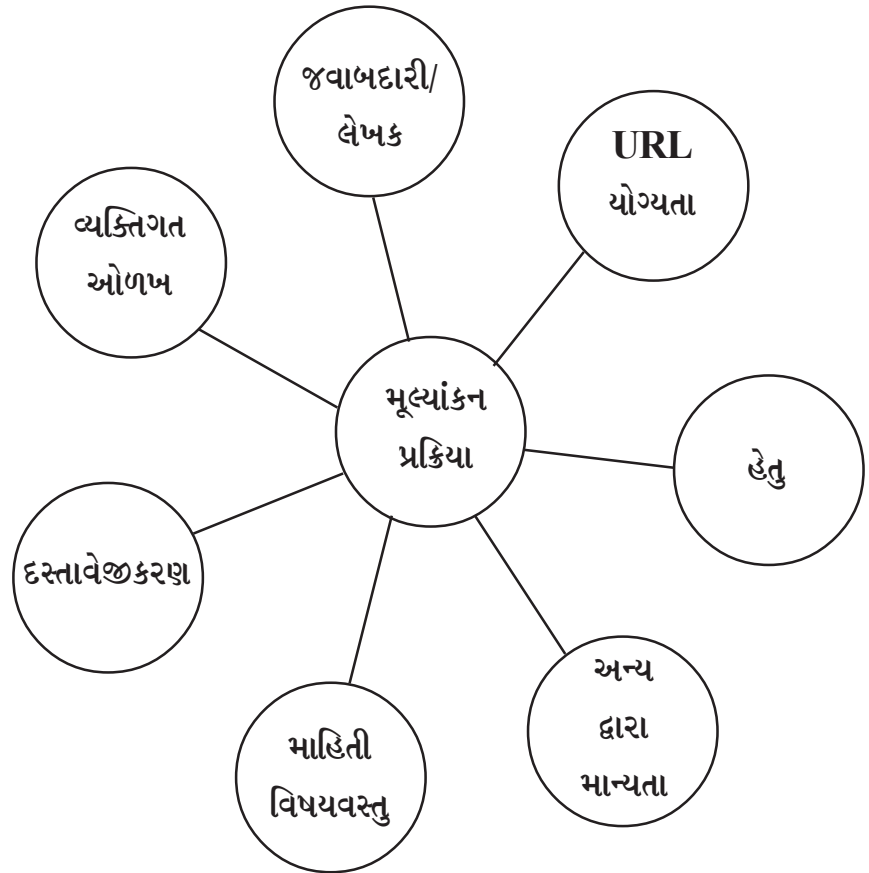 જવાબદારી/
લેખક
URL
યોગ્યતા
વ્યક્તિગત
ઓળખ
મૂલ્યાંકન
પ્રક્રિયા
હેતુ
દસ્તાવેજીકરણ
અન્ય
દ્વારા
માન્યતા
માહિતી
વિષયવસ્તુ